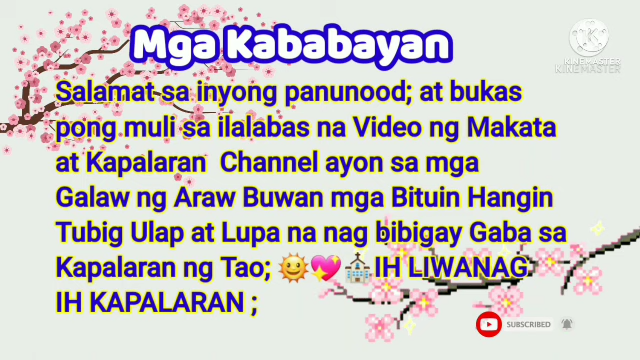 Mga Kababayan
KINEMASTER
KINEMASTER
Salamat sa inyong panunood; at bukas
pong muli sa ilalabas na Video ng Makata
at Kapalaran Channel ayon sa mga
Galaw ng Araw Buwan mga Bituin Hangin
Tubig Ulap at Lupa na nag bibigay Gaba sa
Kapalaran ng Tao; 🌞💖⛪IH LIWANAG
IH KAPALARAN ;
SUBSCRIBED